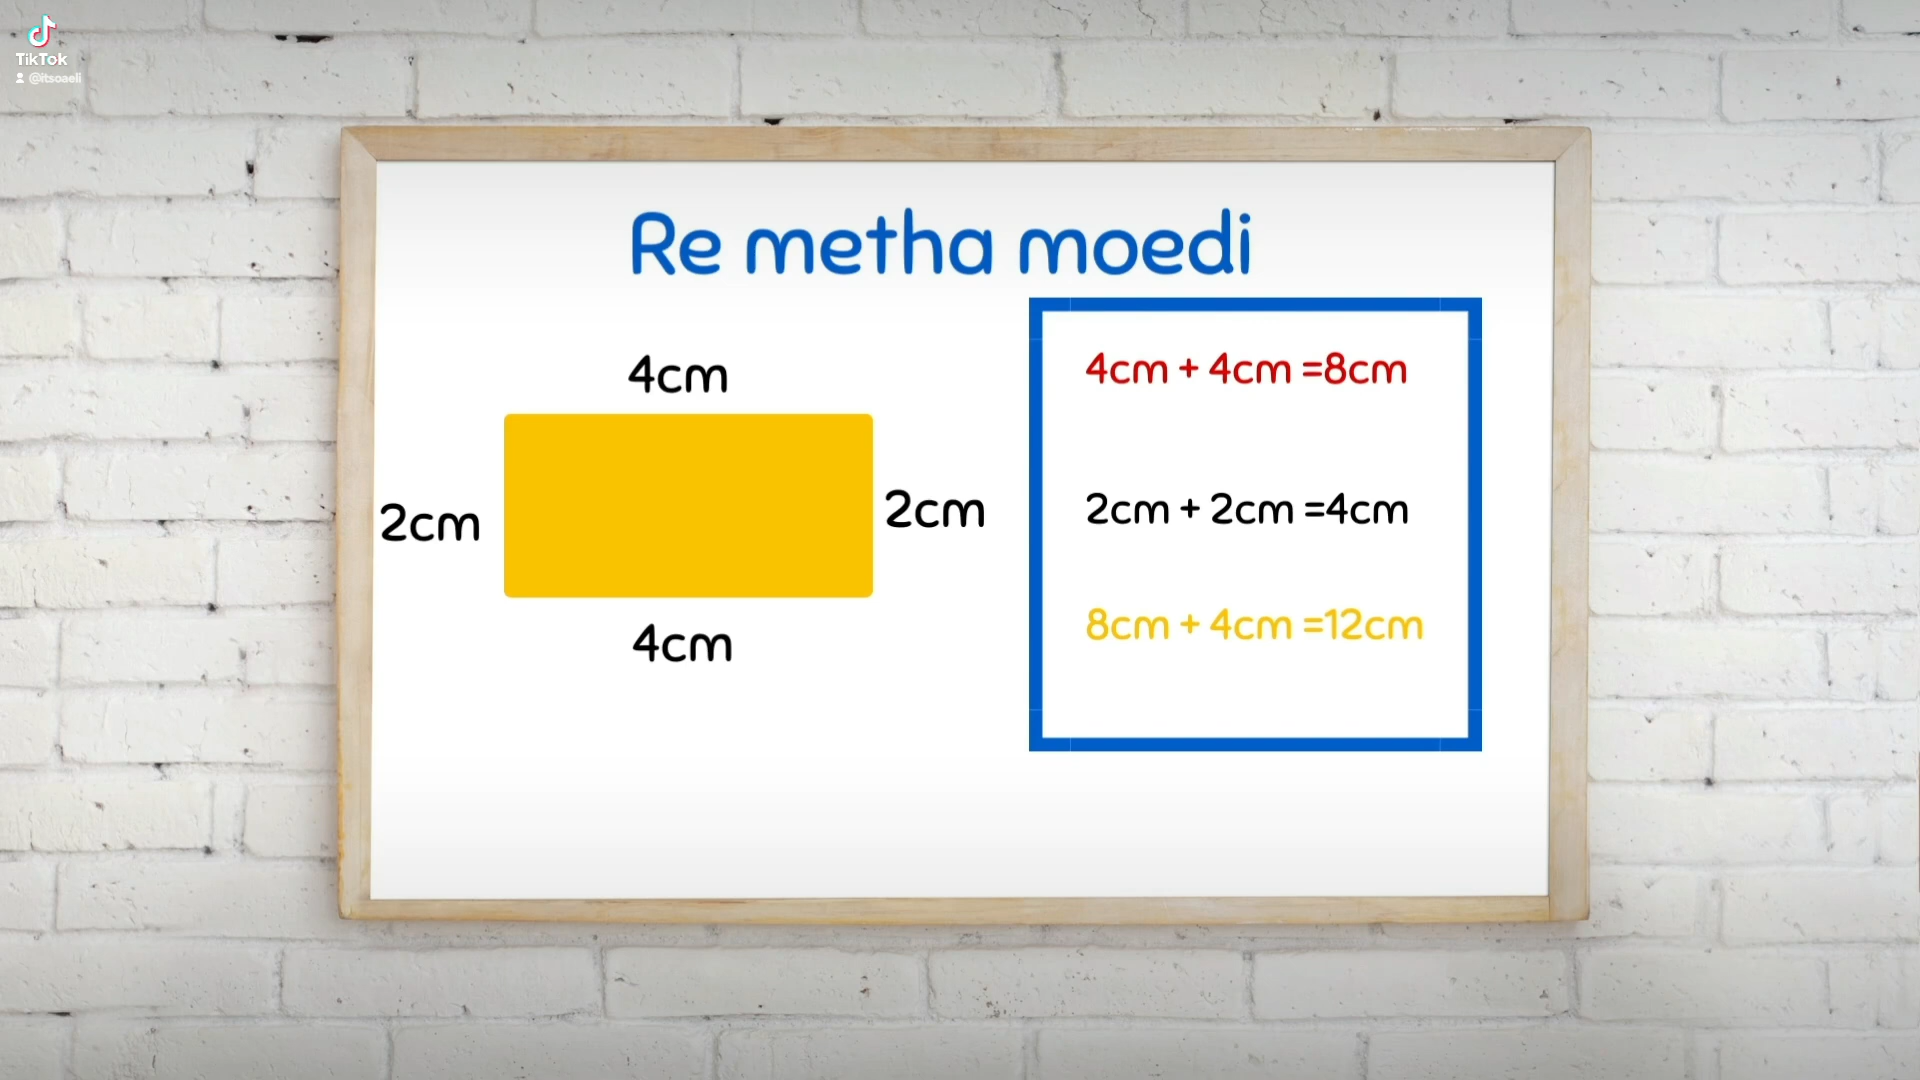 TikTok
@itsoaeli
Re metha moedi
4cm
2cm
2cm
4cm
4cm + 4cm =8cm
2cm + 2cm =4cm
8cm + 4cm =12cm